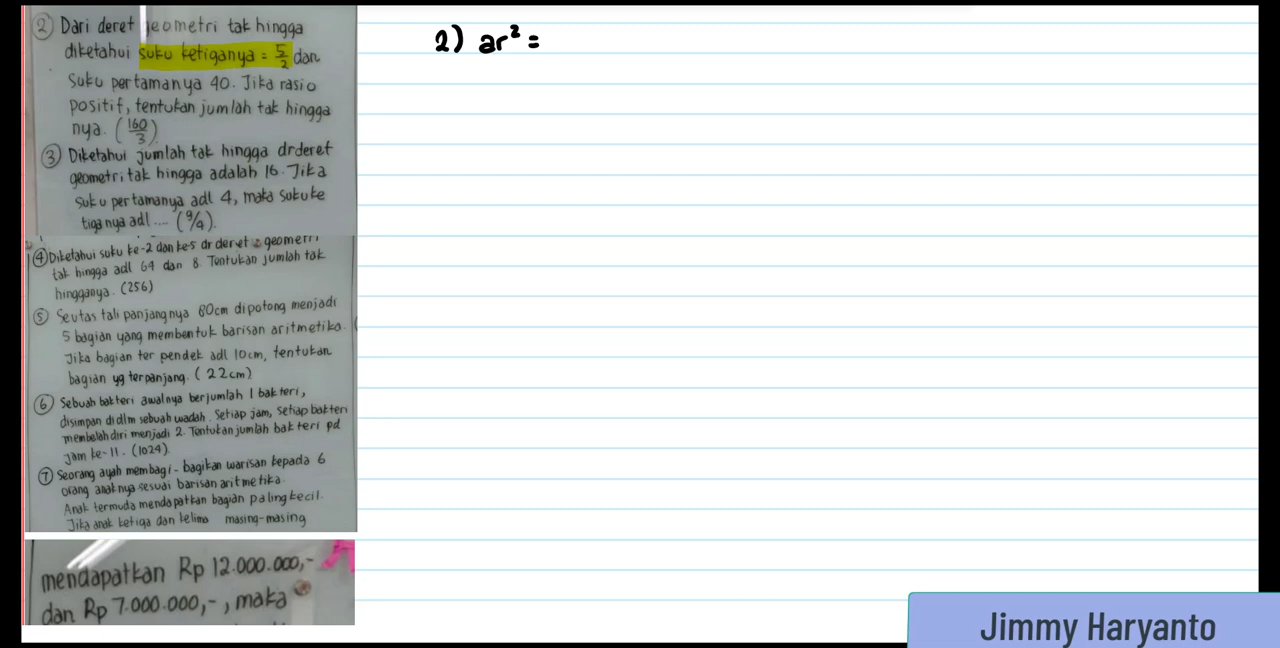 ② Dari deret geometri tak hingga
diketahui suku ketiganya = 5/2 dan
suku pertamanya 40. Jika rasio
positif, tentukan jumlah tak hingga
nya. (160/3).
③ Diketahui jumlah tak hingga dr deret
geometri tak hingga adalah 16. Jika
suku pertamanya adl 4, maka suku ke
tiga nya adl .... (9/4).
④ Diketahui suku ke-2 dan ke-5 dr deret geometri
tak hingga adl 64 dan 8. Tentukan jumlah tak
hingganya. (256)
⑤ Seutas tali panjangnya 80cm dipotong menjadi
5 bagian yang membentuk barisan aritmetika.
Jika bagian ter pendek adl 10cm, tentukan
bagian yg terpanjang. (22cm)
⑥ Sebuah bakteri awalnya berjumlah 1 bakteri,
disimpan di dlm sebuah wadah. Setiap jam, setiap bakteri
membelah diri menjadi 2. Tentukan jumlah bakteri pd
jam ke-11. (1024).
⑦ Seorang ayah membagi-bagikan warisan kepada 6
orang anaknya sesuai barisan aritmetika.
Anak termuda mendapatkan bagian paling kecil.
Jika anak ketiga dan kelima masing-masing
mendapatkan Rp 12.000.000,-
dan Rp 7.000.000,-, maka
2) ar² =
Jimmy Haryanto